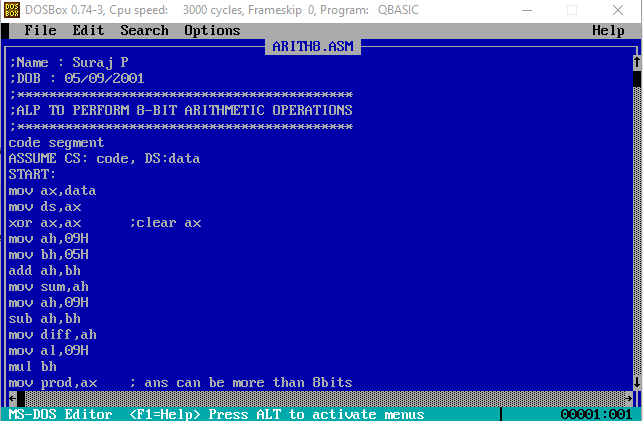 DOSBox 0.74-3, Cpu speed: 3000 cycles, Frameskip 0, Program: QBASIC
File Edit Search Options Help
ARITH8.ASM
;Name : Suraj P
;DOB : 05/09/2001
;******************************************
;ALP TO PERFORM 8-BIT ARITHMETIC OPERATIONS
;******************************************
code segment
ASSUME CS: code, DS:data
START:
mov ax,data
mov ds,ax
xor ax,ax      ;clear ax
mov ah,09H
mov bh,05H
add ah,bh
mov sum,ah
mov ah,09H
sub ah,bh
mov diff,ah
mov al,09H
mul bh
mov prod,ax    ; ans can be more than 8bits
MS-DOS Editor <F1=Help> Press ALT to activate menus 00001:001